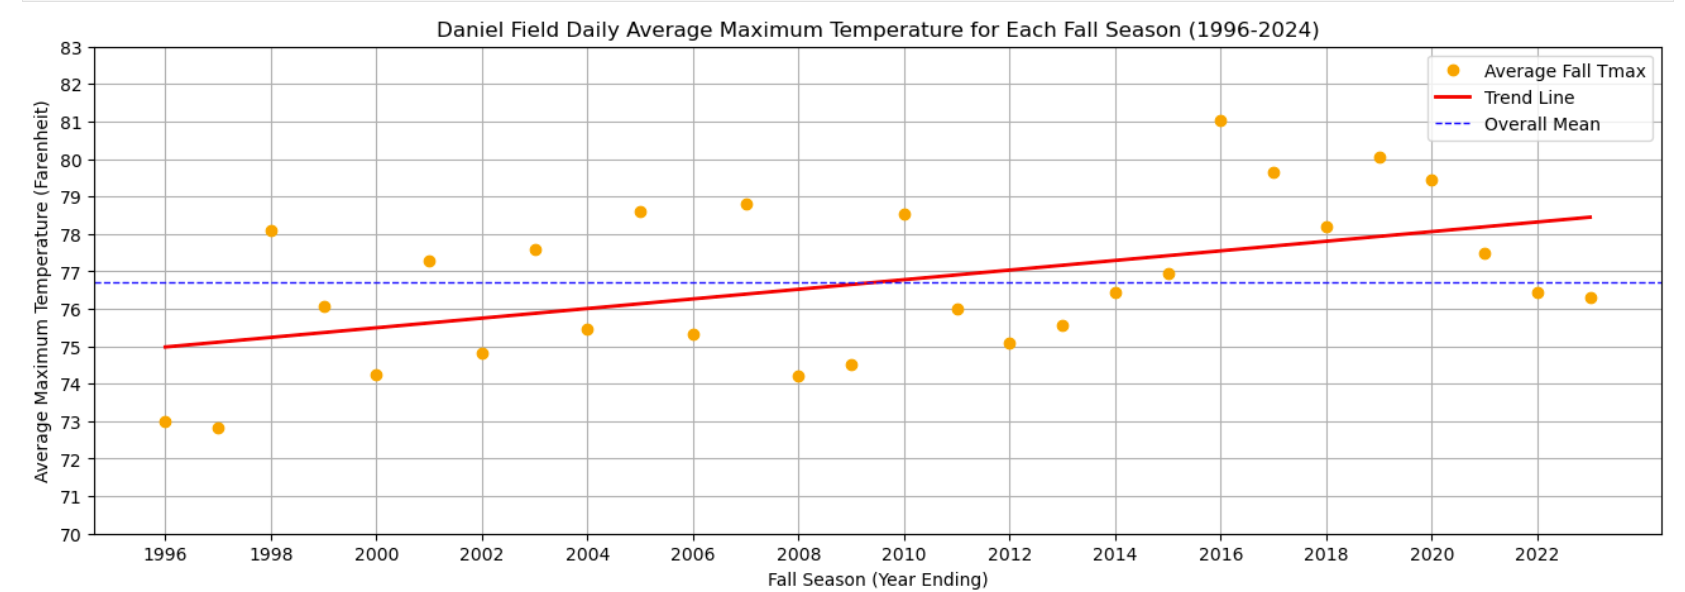 Daniel Field Daily Average Maximum Temperature for Each Fall Season (1996-2024)
Average Maximum Temperature (Farenheit)
83
82
81
80
79
78
77
76
75
74
73
72
71
70
Average Fall Tmax
Trend Line
Overall Mean
1996 1998 2000 2002 2004 2006 2008 2010 2012 2014 2016 2018 2020 2022
Fall Season (Year Ending)